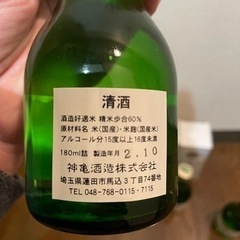 清酒
酒造好適米 精米歩合60%
原材料名 米(国産)・米麹(国産米)
アルコール分15度以上16度未満
180ml詰 製造年月 2.10
神亀酒造株式会社
埼玉県蓮田市馬込3丁目74番地
TEL:048-768-0115・7115